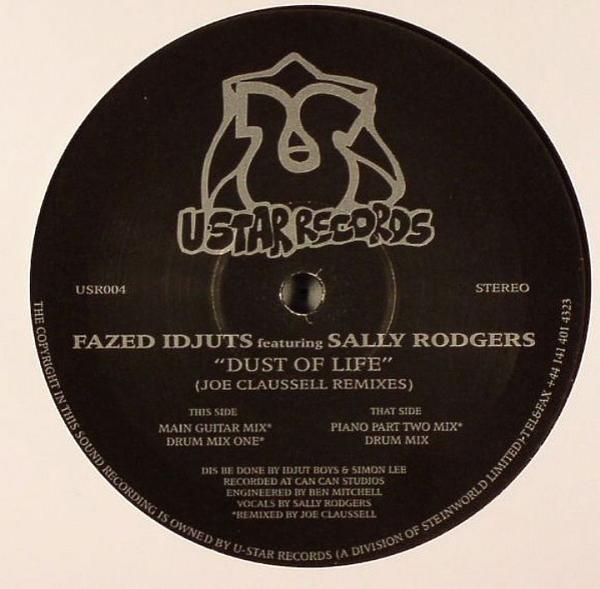 U-STAR RECORDS
USR004
STEREO
FAZED IDJUTS featuring SALLY RODGERS
"DUST OF LIFE"
(JOE CLAUSSELL REMIXES)
THIS SIDE
MAIN GUITAR MIX*
DRUM MIX ONE*
THAT SIDE
PIANO PART TWO MIX*
DRUM MIX
DIS BE DONE BY IDJUT BOYS & SIMON LEE
RECORDED AT CAN CAN STUDIOS
ENGINEERED BY BEN MITCHELL
VOCALS BY SALLY RODGERS
*REMIXED BY JOE CLAUSSELL
THE COPYRIGHT IN THIS SOUND RECORDING IS OWNED BY U-STAR RECORDS (A DIVISION OF STEINWORLD LIMITED)•TEL&FAX +44 141 401 4323